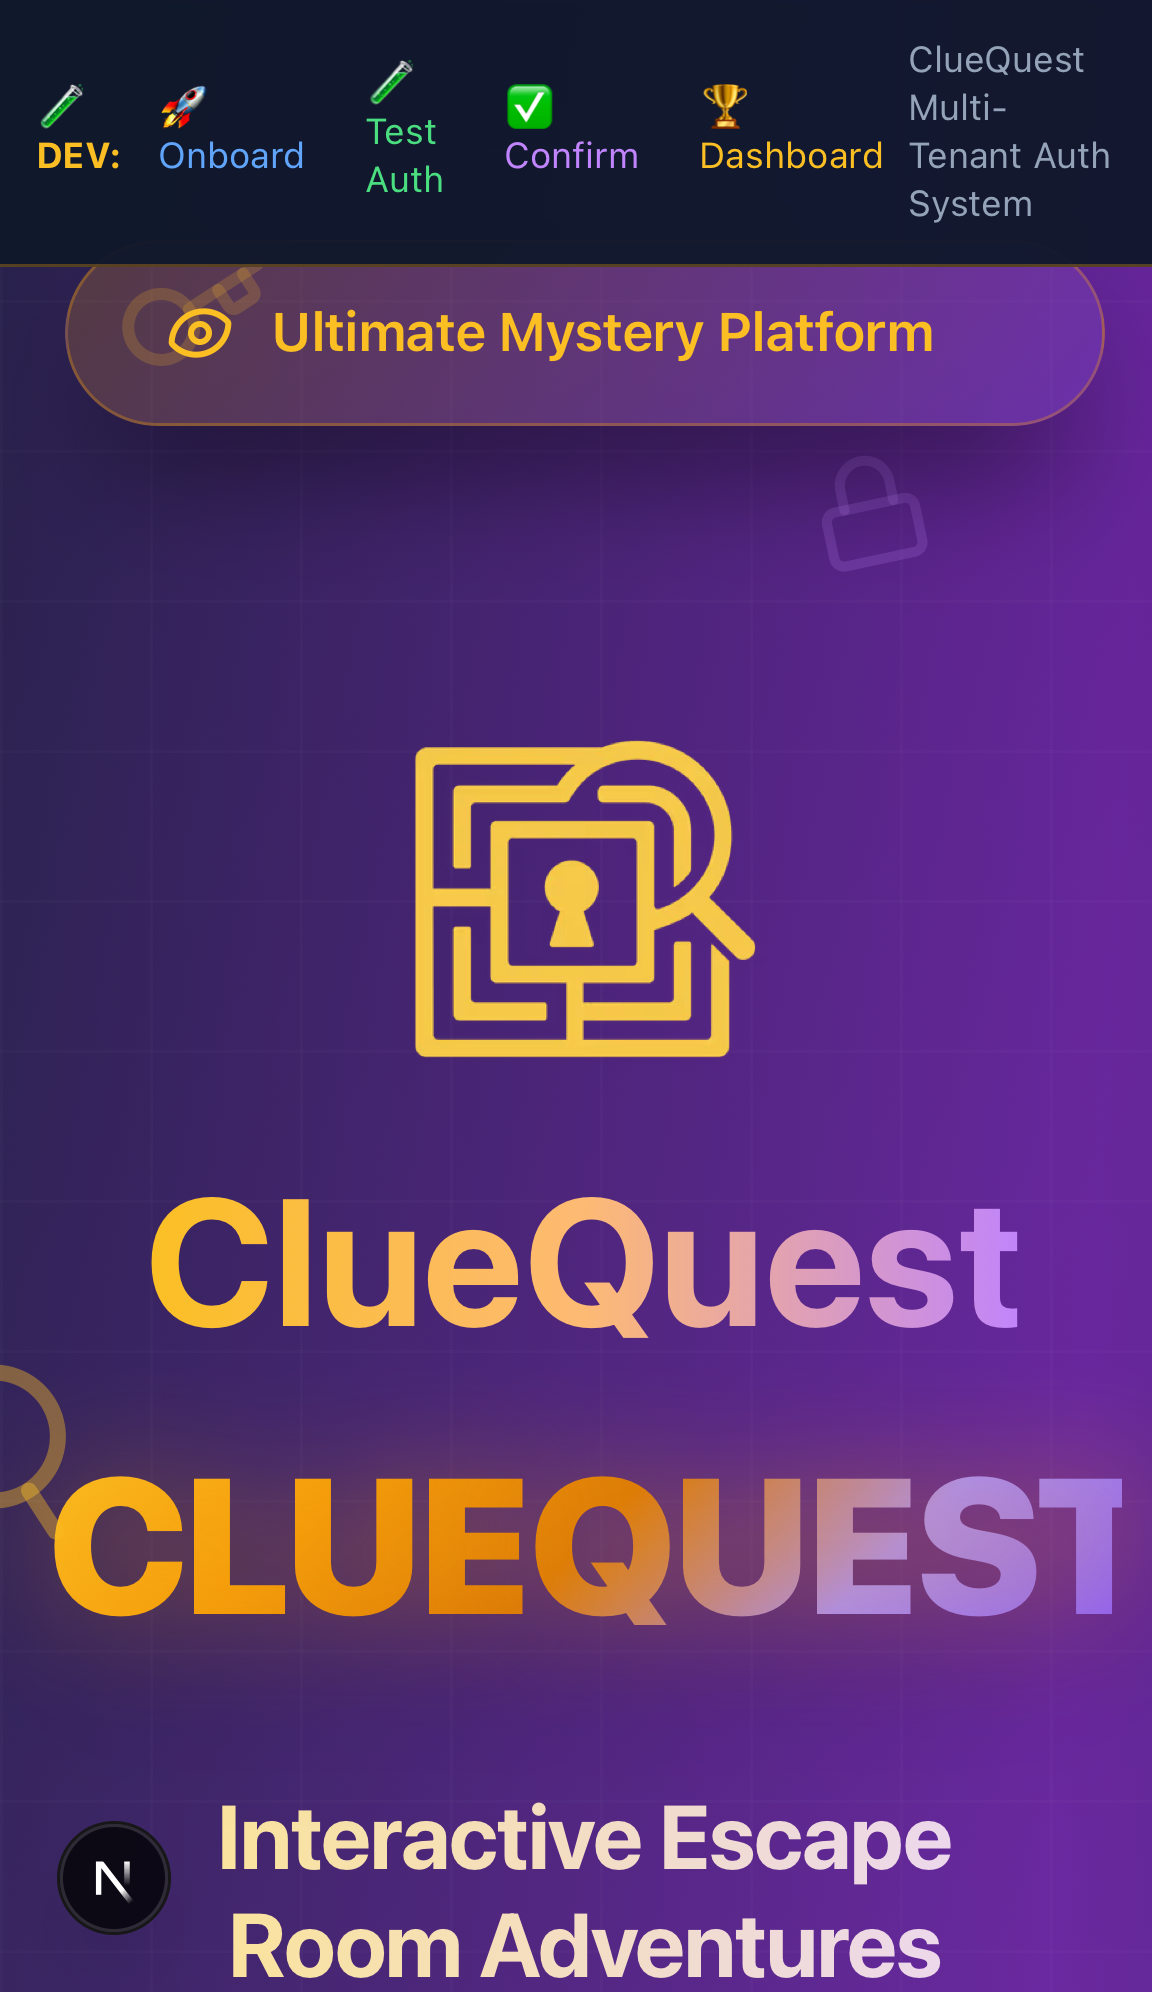 DEV:
Onboard
Test
Auth
Confirm
Dashboard
ClueQuest
Multi-
Tenant Auth
System
Ultimate Mystery Platform
ClueQuest
CLUEQUEST
Interactive Escape
Room Adventures
N